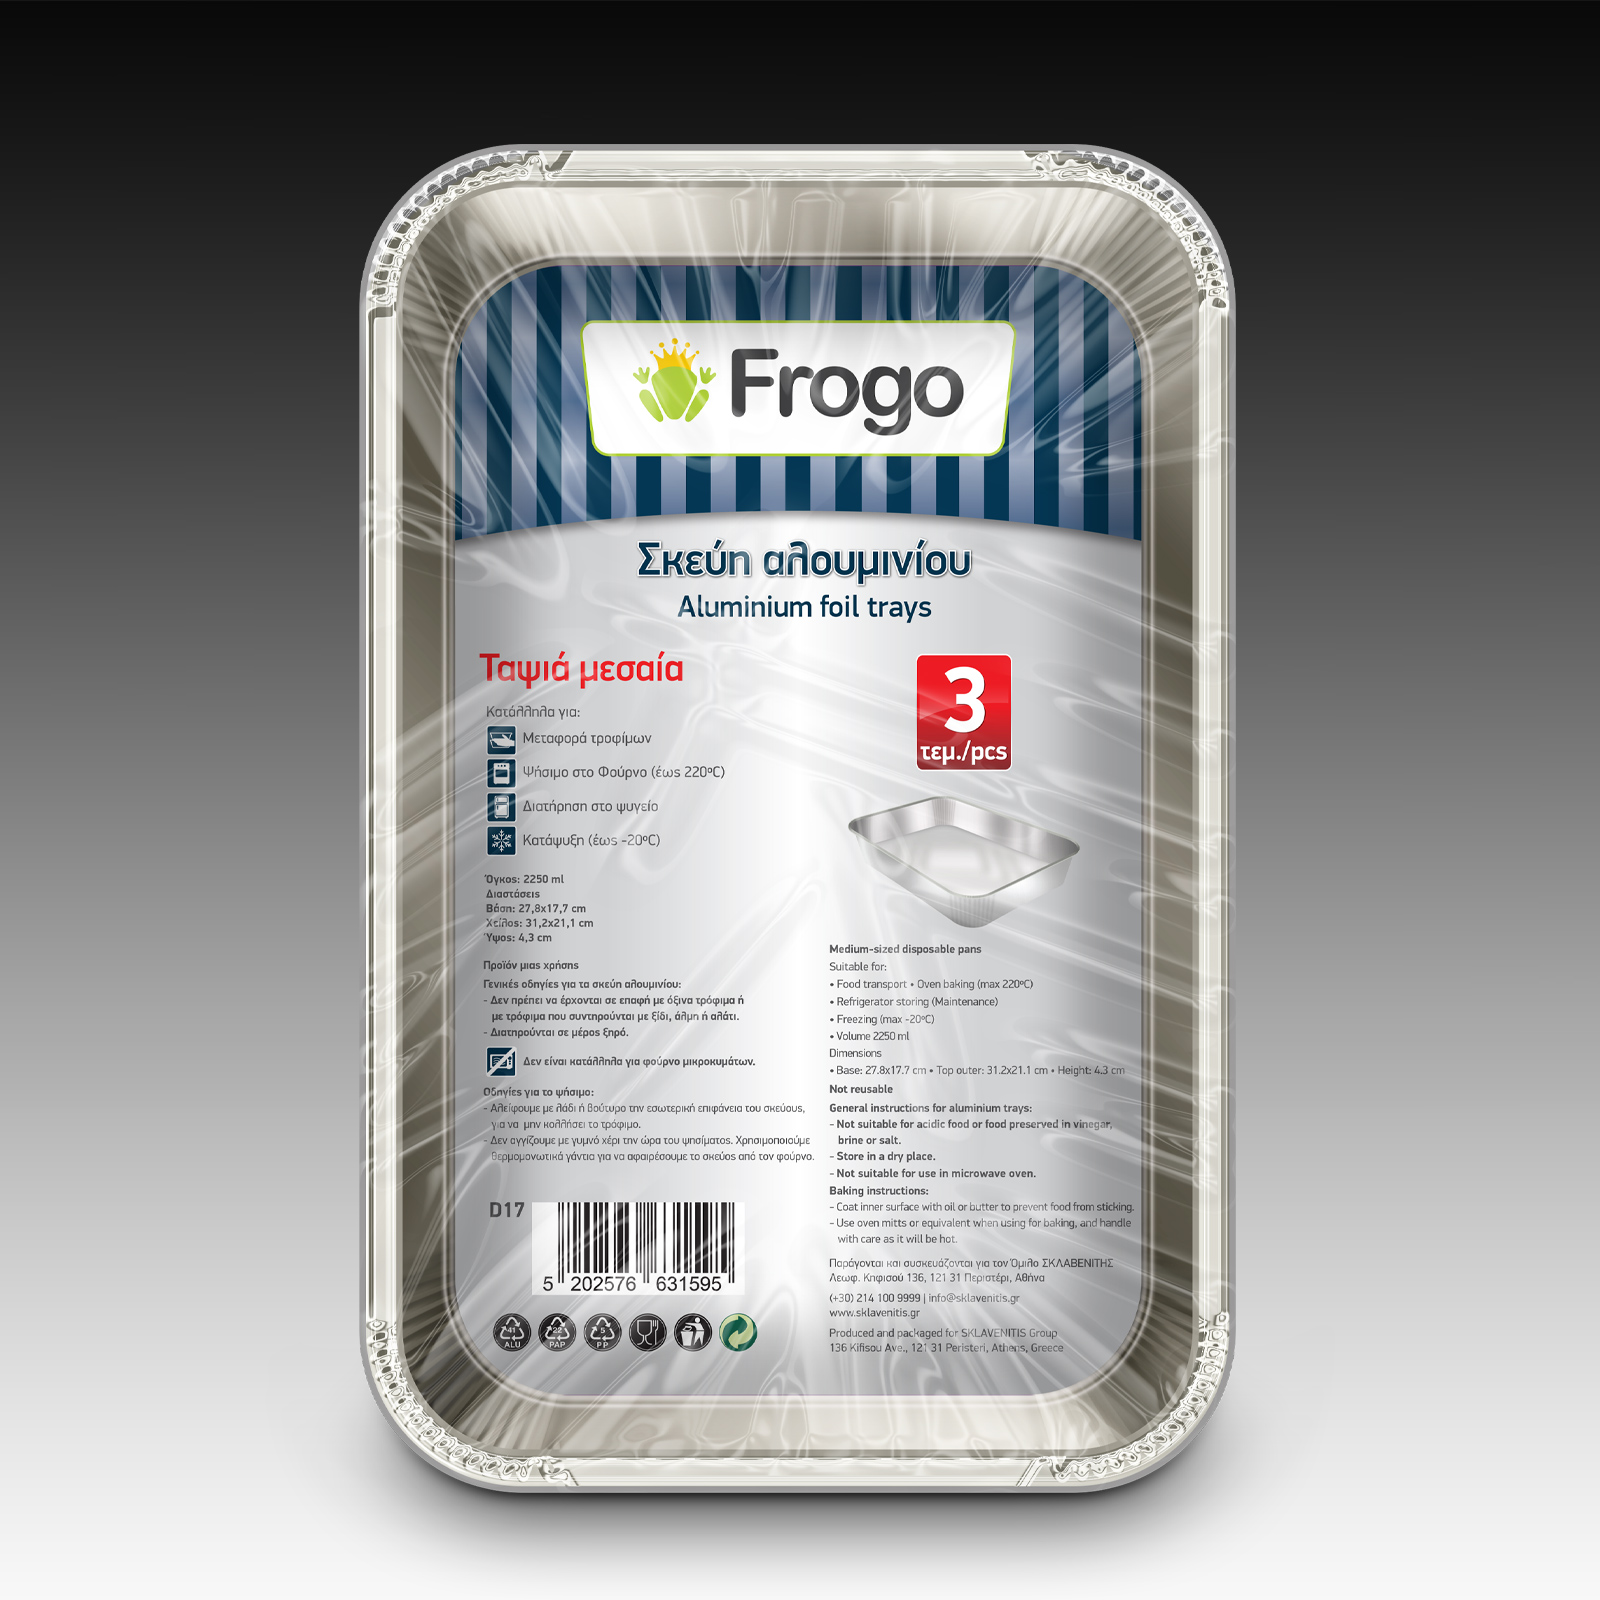 Frogo
Σκεύη αλουμινίου
Aluminium foil trays
Ταψιά μεσαία
Κατάλληλα για:
Μεταφορά τροφίμων
Ψήσιμο στο Φούρνο (έως 220ºC)
Διατήρηση στο ψυγείο
Κατάψυξη (έως -20ºC)
3
τεμ./pcs
Όγκος: 2250 ml
Διαστάσεις
Βάση: 27,8x17,7 cm
Χείλος: 31,2x21,1 cm
Ύψος: 4,3 cm
Προϊόν μιας χρήσης
Γενικές οδηγίες για τα σκεύη αλουμινίου:
- Δεν πρέπει να έρχονται σε επαφή με όξινα τρόφιμα ή
με τρόφιμα που συντηρούνται με ξίδι, άλμη ή αλάτι.
- Διατηρούνται σε μέρος ξηρό.
Δεν είναι κατάλληλα για φούρνο μικροκυμάτων.
Οδηγίες για το ψήσιμο:
- Αλείφουμε με λάδι ή βούτυρο την εσωτερική επιφάνεια του σκεύους,
για να μην κολλήσει το τρόφιμο.
- Δεν αγγίζουμε με γυμνό χέρι την ώρα του ψησίματος. Χρησιμοποιούμε
θερμομονωτικά γάντια για να αφαιρέσουμε το σκεύος από τον φούρνο.
D17
5 202576 631595
41
ALU
22
PAP
5
PP
Medium-sized disposable pans
Suitable for:
• Food transport • Oven baking (max 220ºC)
• Refrigerator storing (Maintenance)
• Freezing (max -20ºC)
• Volume 2250 ml
Dimensions
• Base: 27.8x17.7 cm • Top outer: 31.2x21.1 cm • Height: 4.3 cm
Not reusable
General instructions for aluminium trays:
- Not suitable for acidic food or food preserved in vinegar,
brine or salt.
- Store in a dry place.
- Not suitable for use in microwave oven.
Baking instructions:
- Coat inner surface with oil or butter to prevent food from sticking.
- Use oven mitts or equivalent when using for baking, and handle
with care as it will be hot.
Παράγονται και συσκευάζονται για τον Όμιλο ΣΚΛΑΒΕΝΙΤΗΣ
Λεωφ. Κηφισού 136, 121 31 Περιστέρι, Αθήνα
(+30) 214 100 9999 | info@sklavenitis.gr
www.sklavenitis.gr
Produced and packaged for SKLAVENITIS Group
136 Kifisou Ave., 121 31 Peristeri, Athens, Greece